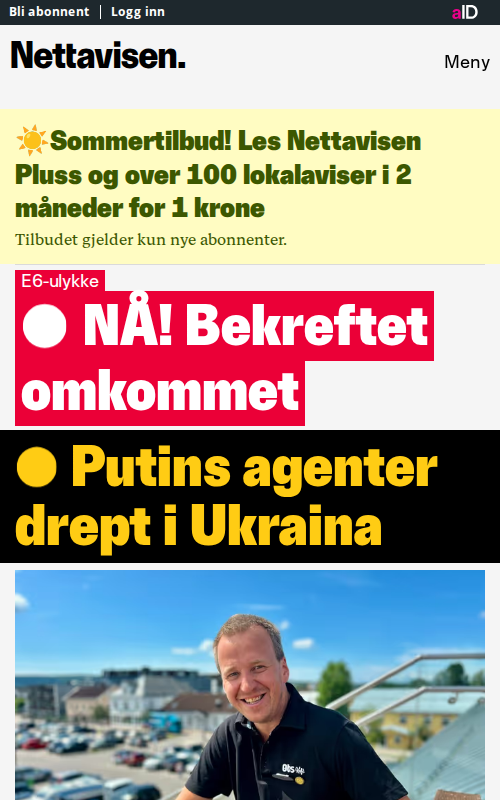 Bli abonnent | Logg inn
aID
Nettavisen.
Meny
☀️Sommertilbud! Les Nettavisen
Pluss og over 100 lokalaviser i 2
måneder for 1 krone
Tilbudet gjelder kun nye abonnenter.
E6-ulykke
NÅ! Bekreftet
omkommet
Putins agenter
drept i Ukraina